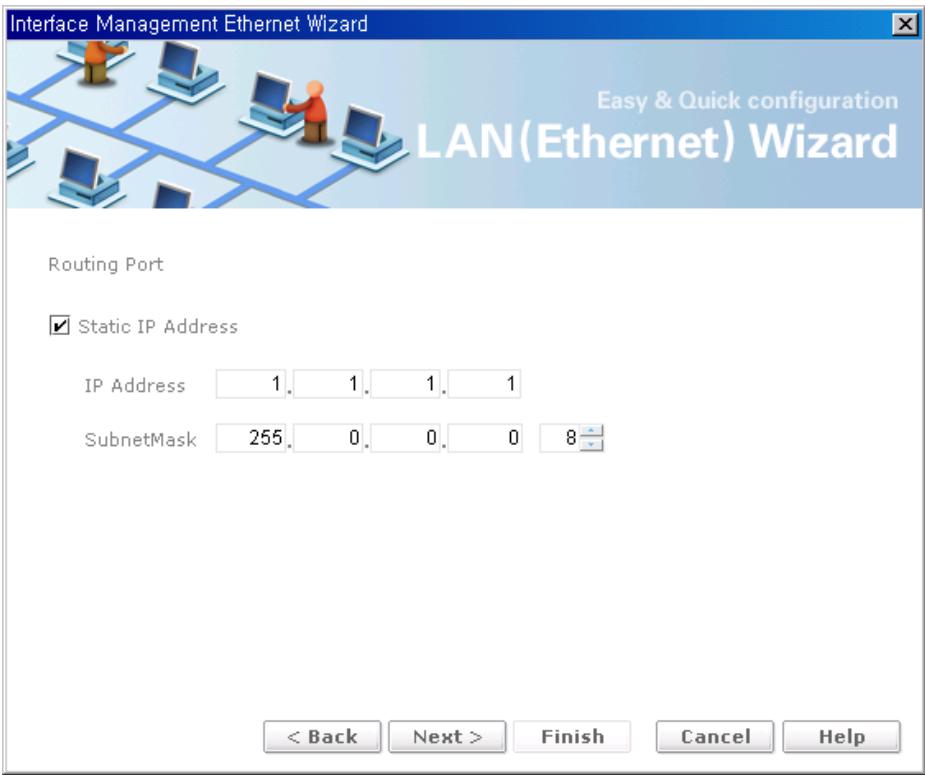 Interface Management Ethernet Wizard
Easy & Quick configuration
LAN(Ethernet) Wizard
Routing Port
Static IP Address
IP Address 1. 1. 1. 1
SubnetMask 255. 0. 0. 0 8
< Back Next > Finish Cancel Help